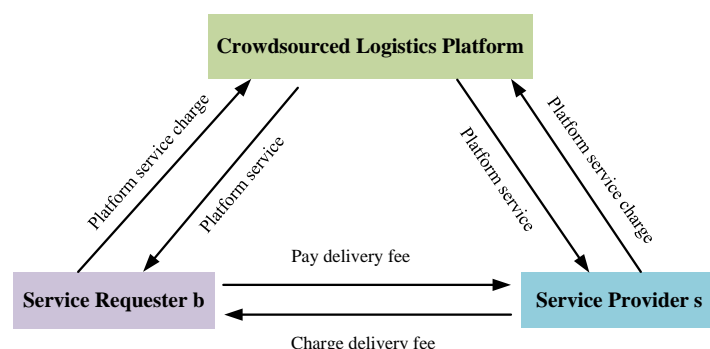 Crowdsourced Logistics Platform
Platform service charge
Platform service
Platform service
Platform service charge
Pay delivery fee
Service Requester b
Service Provider s
Charge delivery fee